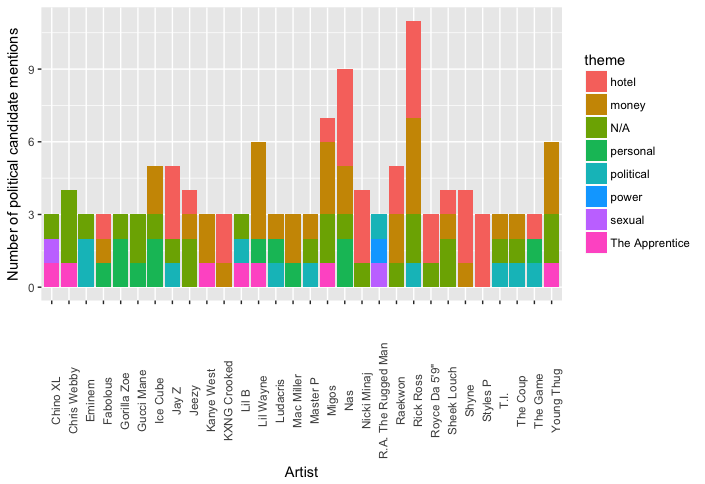 Number of political candidate mentions
9
6
3
0
Chino XL
Chris Webby
Eminem
Fabolous
Gorilla Zoe
Gucci Mane
Ice Cube
Jay Z
Jeezy
Kanye West
KXNG Crooked
Lil B
Lil Wayne
Ludacris
Mac Miller
Master P
Migos
Nas
Nicki Minaj
R.A. The Rugged Man
Raekwon
Rick Ross
Royce Da 5'9"
Sheek Louch
Shyne
Styles P
T.I.
The Coup
The Game
Young Thug
Artist
theme
hotel
money
N/A
personal
political
power
sexual
The Apprentice